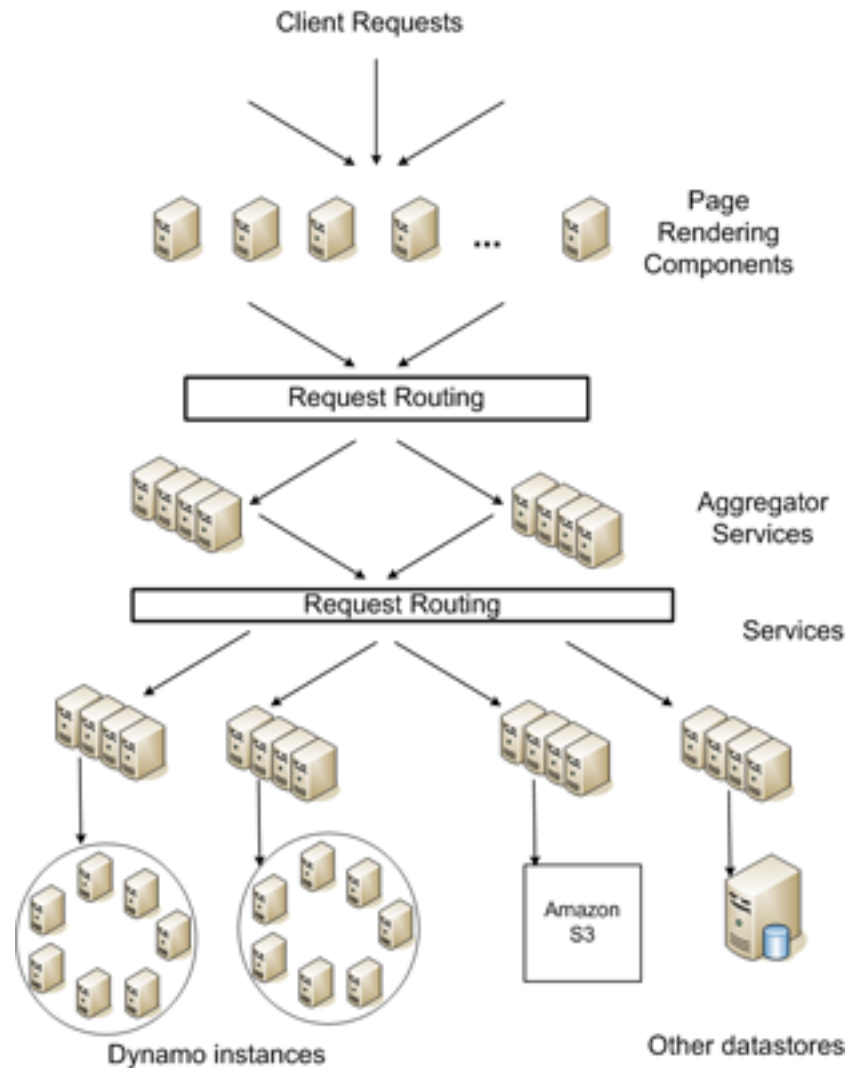 Client Requests
Page
Rendering
Components
...
Request Routing
Aggregator
Services
Request Routing
Services
Amazon
S3
Dynamo instances
Other datastores